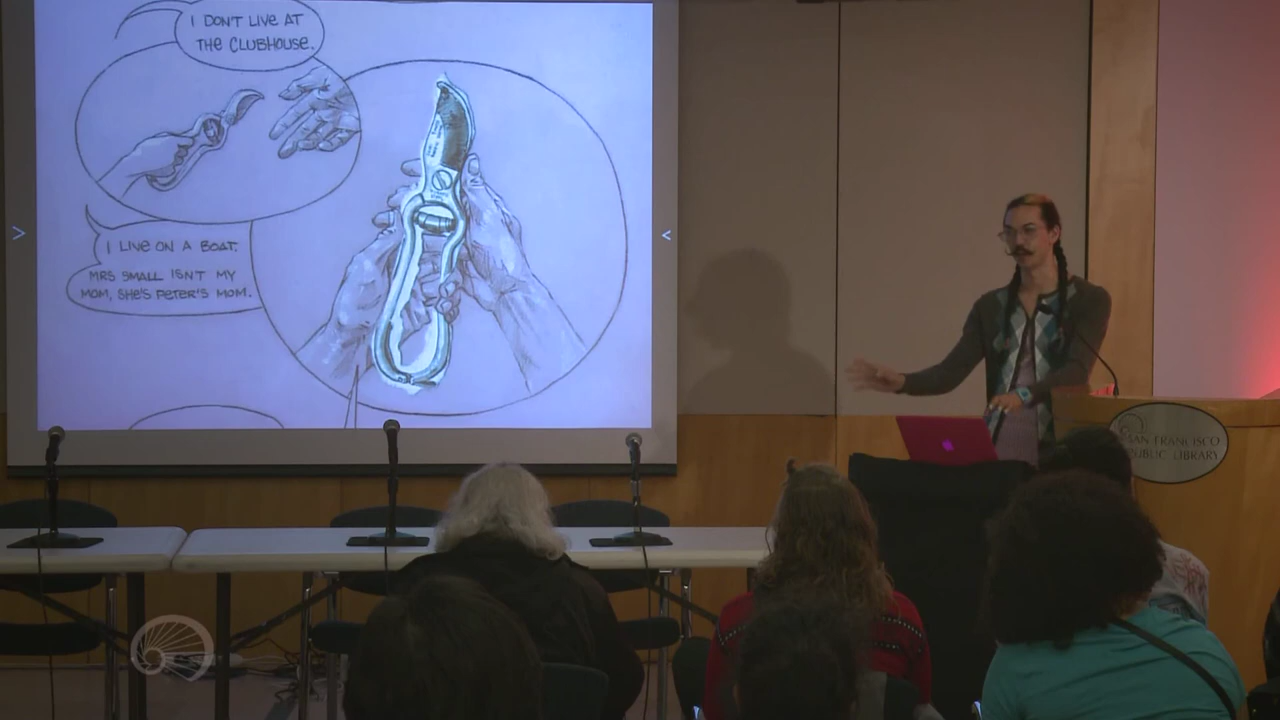 I DON'T LIVE AT
THE CLUBHOUSE.
I LIVE ON A BOAT.
MRS SMALL ISN'T MY
MOM, SHE'S PETER'S MOM.
SAN FRANCISCO
PUBLIC LIBRARY